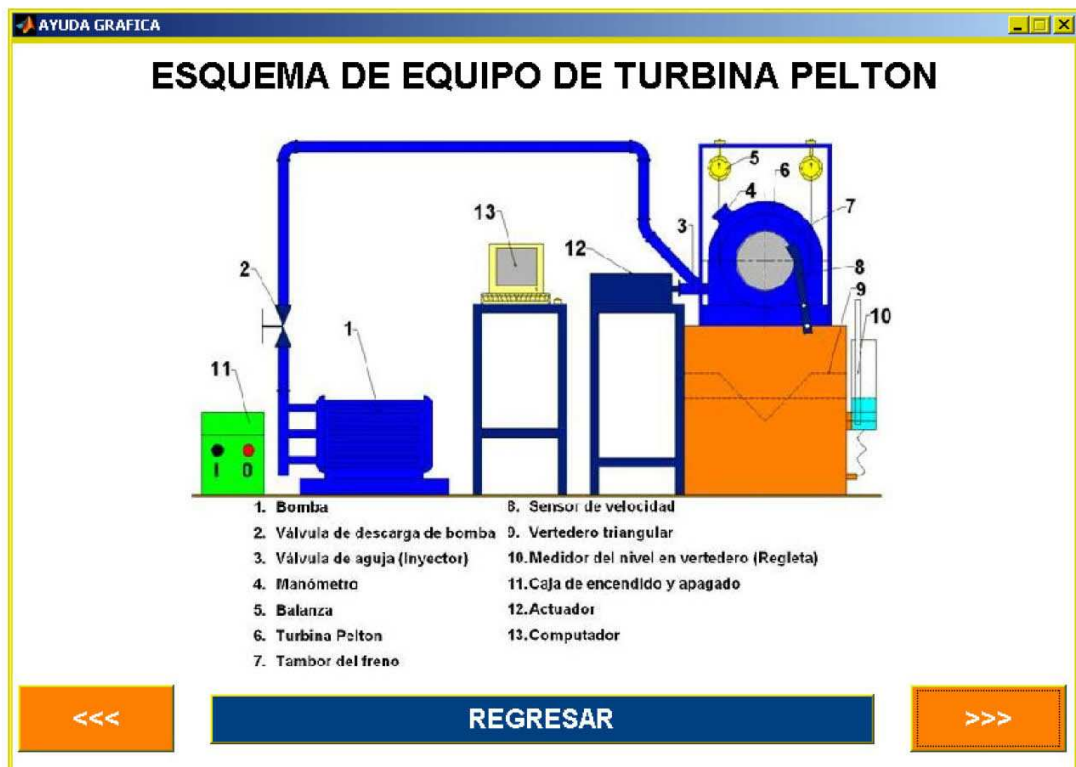 AYUDA GRAFICA
ESQUEMA DE EQUIPO DE TURBINA PELTON
5
6
4
7
13
3
12
2
8
9
1
10
11
I O
1. Bomba
2. Válvula de descarga de bomba
3. Válvula de aguja (Inyector)
4. Manómetro
5. Balanza
6. Turbina Pelton
7. Tambor del freno
8. Sensor de velocidad
9. Vertedero triangular
10.Medidor del nivel en vertedero (Regleta)
11.Caja de encendido y apagado
12.Actuador
13.Computador
<<<
REGRESAR
>>>